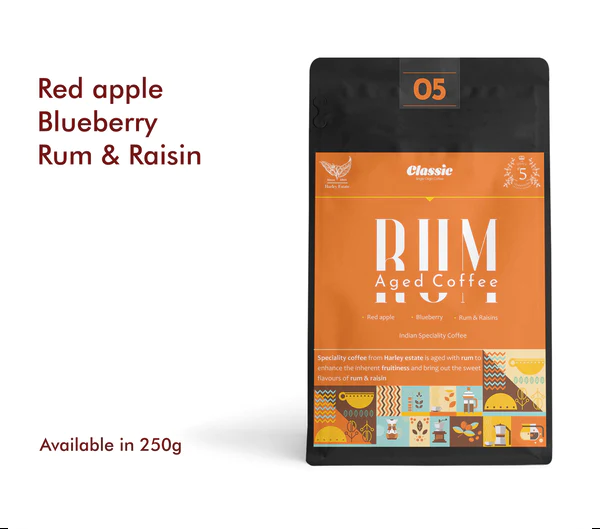 Red apple
Blueberry
Rum & Raisin
Available in 250g
05
Harley Estate
Classic
5
RUM
Aged Coffee
· Red apple · Blueberry · Rum & Raisins
Indian Speciality Coffee
Speciality coffee from Harley estate is aged with rum to
enhance the inherent fruitiness and bring out the sweet
flavours of rum & raisin